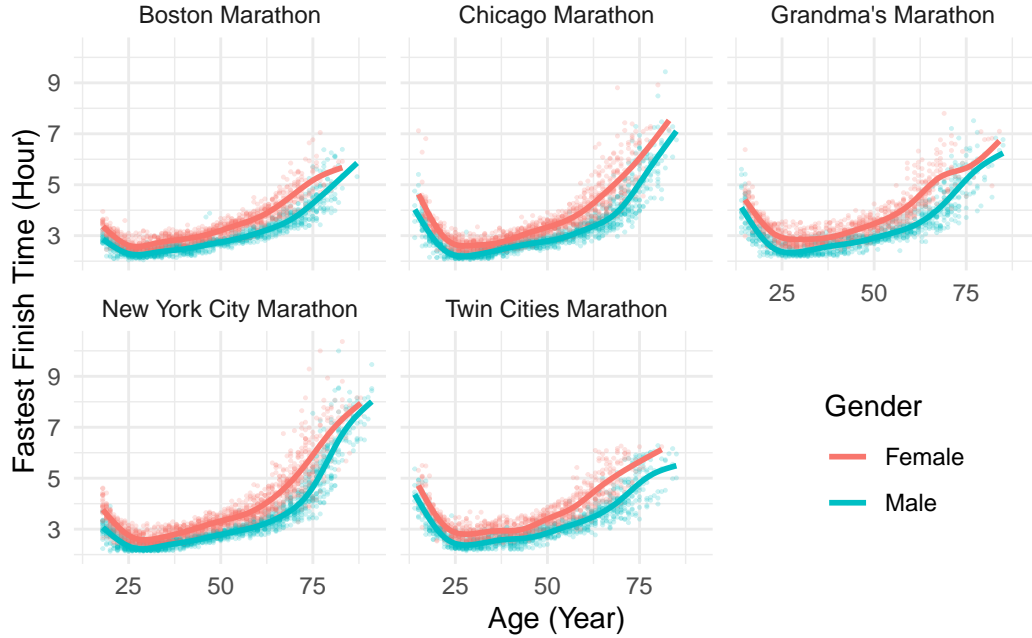 Boston Marathon
Chicago Marathon
Grandma's Marathon
9
7
5
3
25
50
75
New York City Marathon
Twin Cities Marathon
9
7
5
3
25
50
75
25
50
75
Fastest Finish Time (Hour)
Age (Year)
Gender
Female
Male